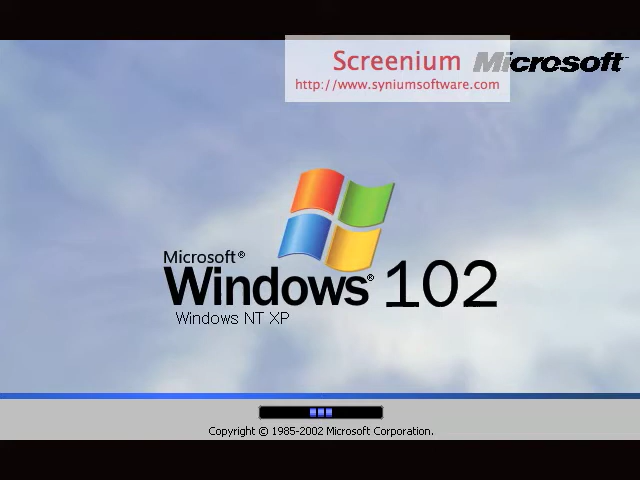 Screenium
http://www.syniumsoftware.com
Microsoft
Microsoft®
Windows® 102
Windows NT XP
Copyright © 1985-2002 Microsoft Corporation.